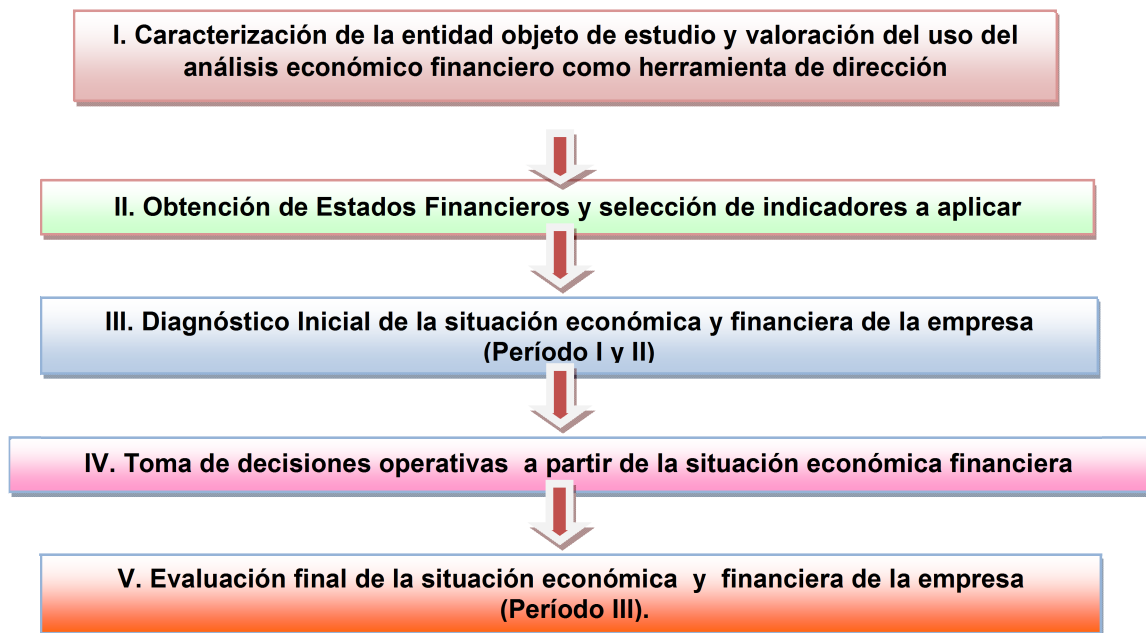 I. Caracterización de la entidad objeto de estudio y valoración del uso del
análisis económico financiero como herramienta de dirección
II. Obtención de Estados Financieros y selección de indicadores a aplicar
III. Diagnóstico Inicial de la situación económica y financiera de la empresa
(Período I y II)
IV. Toma de decisiones operativas a partir de la situación económica financiera
V. Evaluación final de la situación económica y financiera de la empresa
(Período III).